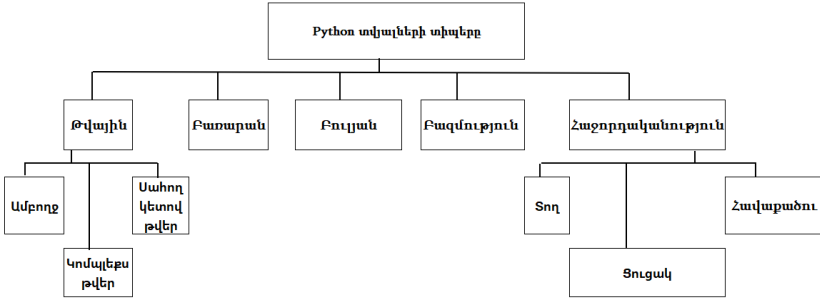 Python տվյալների տիպերը
Թվային
Բառարան
Բուլյան
Բազմություն
Հաջորդականություն
Ամբողջ
Սահող
կետով
թվեր
Տող
Հավաքածու
Կոմպլեքս
թվեր
Ցուցակ